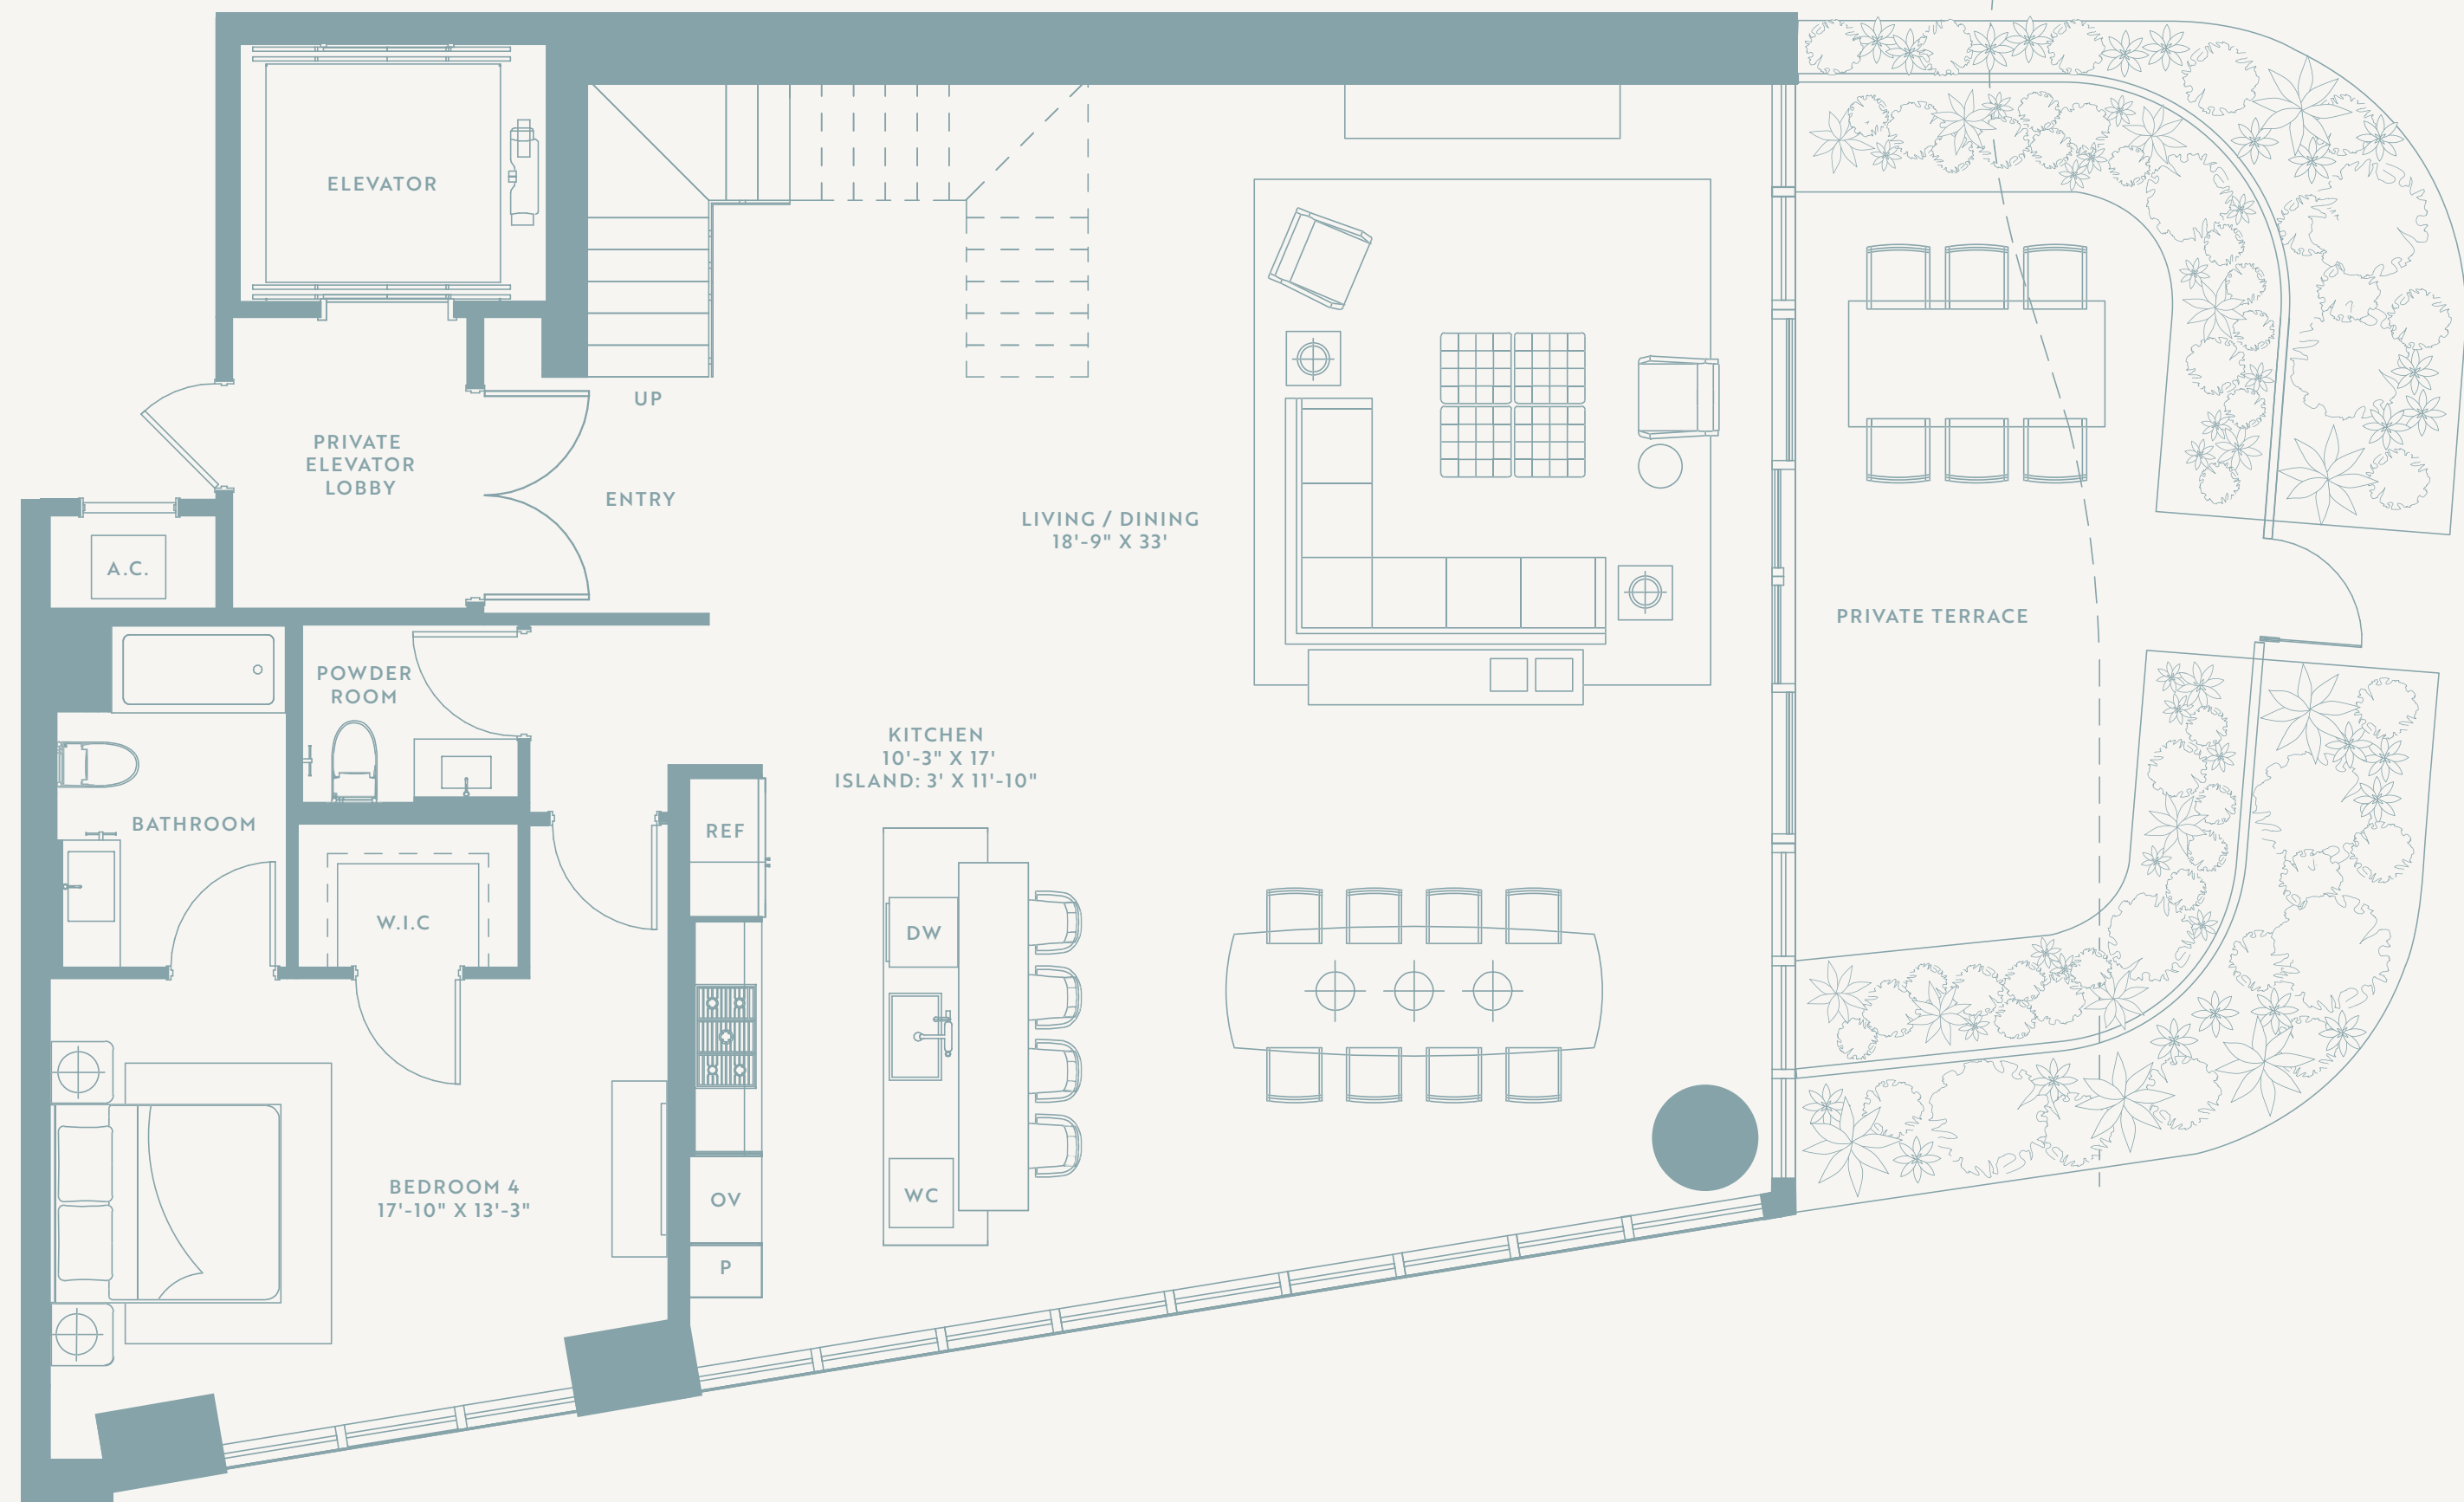 ELEVATOR
UP
PRIVATE
ELEVATOR
LOBBY
ENTRY
LIVING / DINING
18'-9" X 33'
A.C.
PRIVATE TERRACE
POWDER
ROOM
KITCHEN
10'-3" X 17'
ISLAND: 3' X 11'-10"
BATHROOM
REF
W.I.C
DW
BEDROOM 4
17'-10" X 13'-3"
OV
WC
P